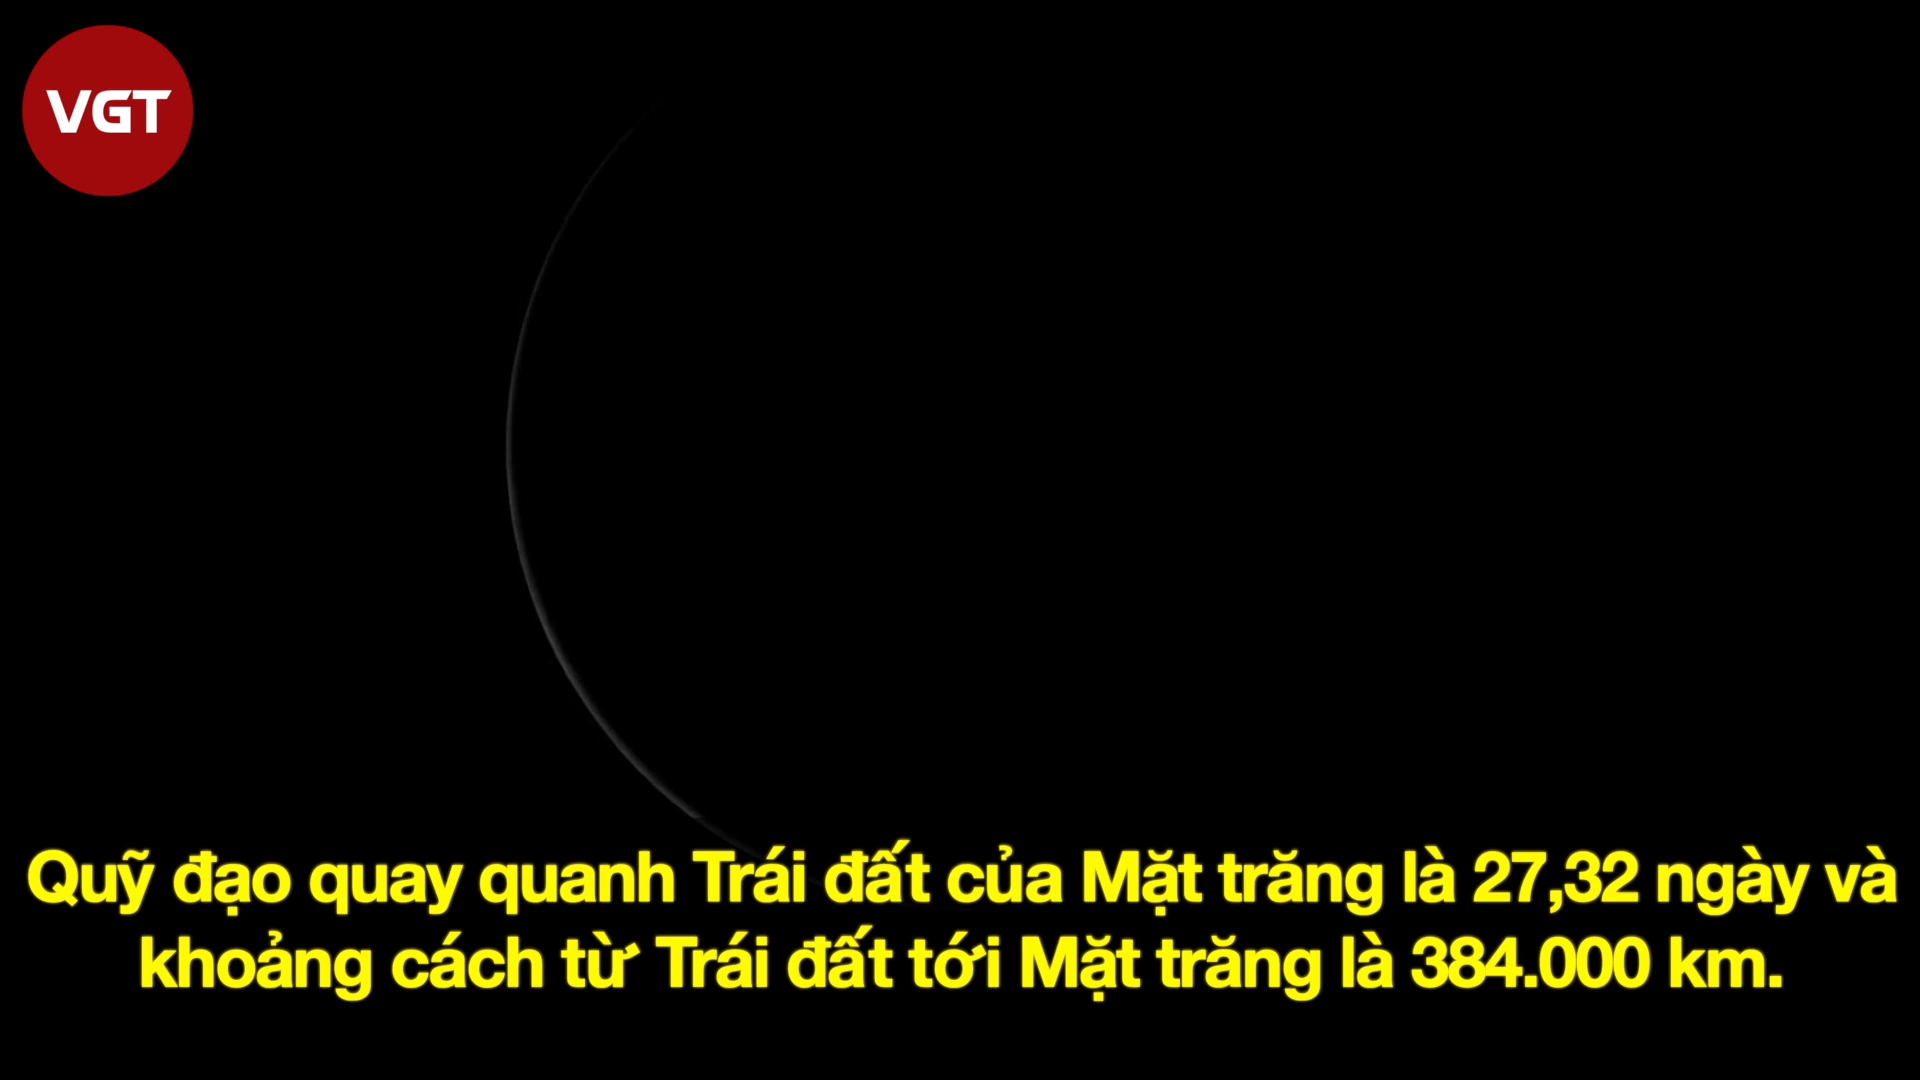 VGT
Quỹ đạo quay quanh Trái đất của Mặt trăng là 27,32 ngày và
khoảng cách từ Trái đất tới Mặt trăng là 384.000 km.